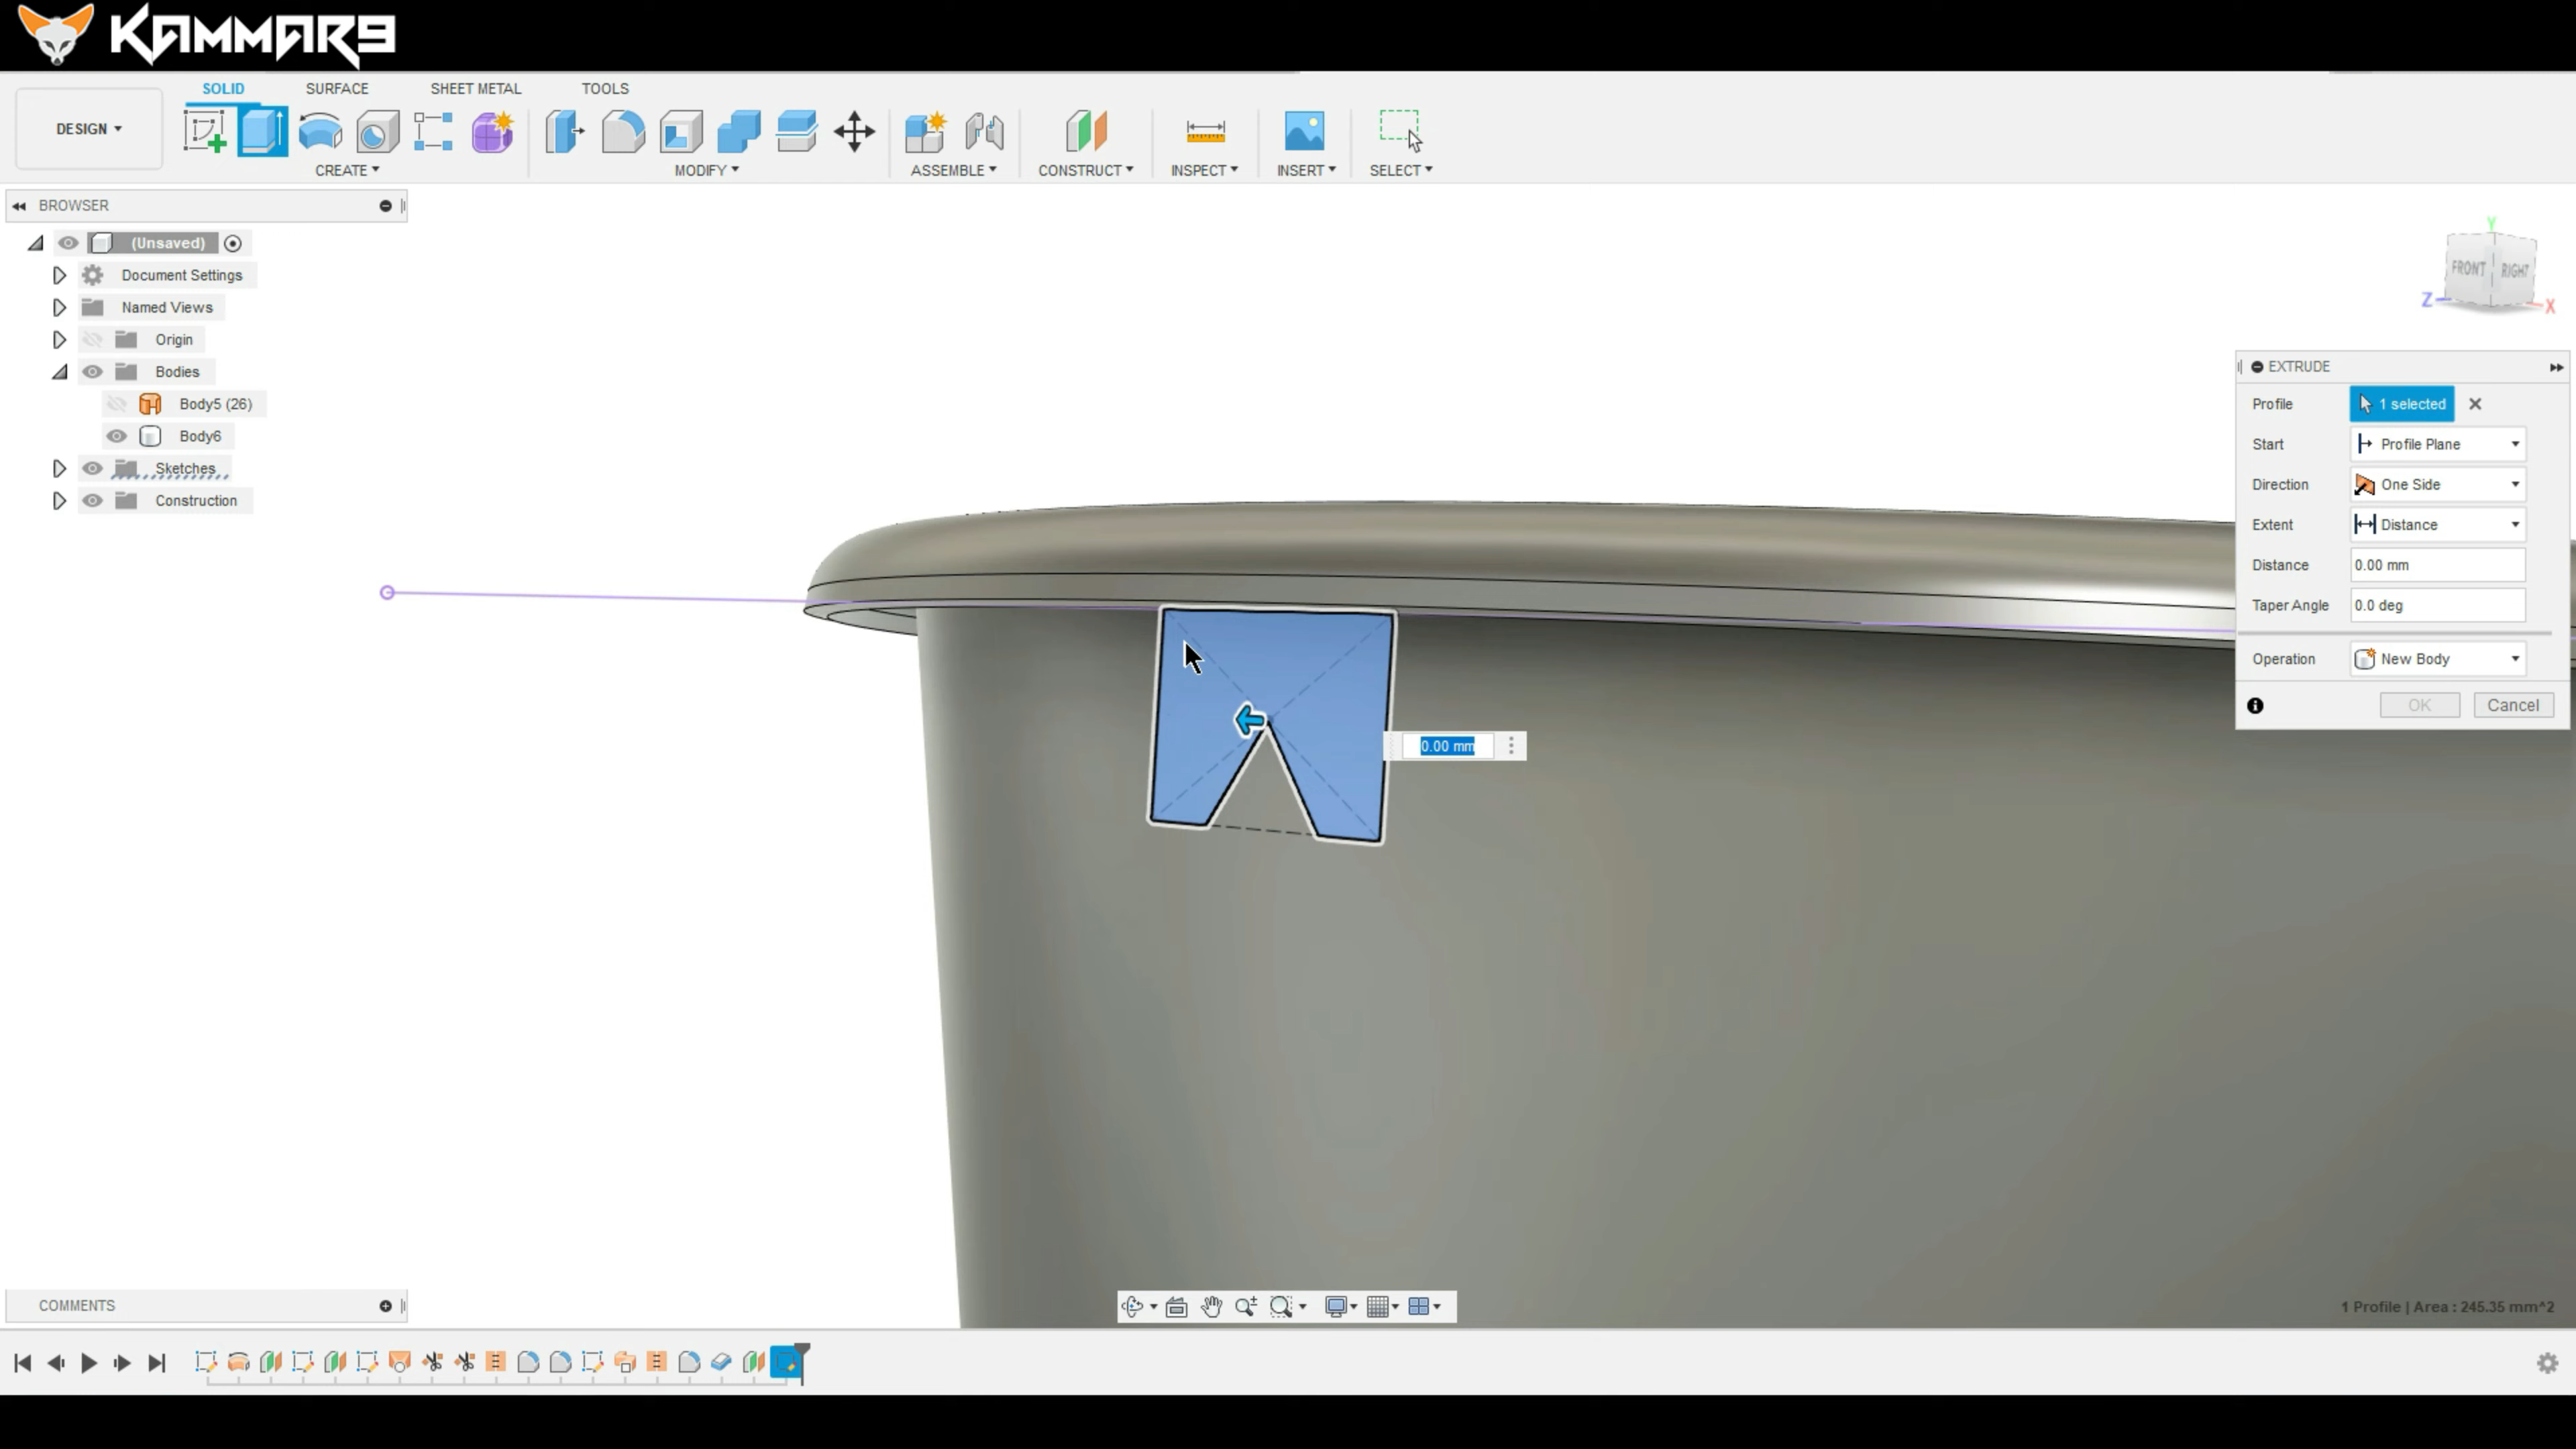 KAMMAR9
SOLID
SURFACE
SHEET METAL
TOOLS
DESIGN
CREATE
MODIFY
ASSEMBLE
CONSTRUCT
INSPECT
INSERT
SELECT
BROWSER
(Unsaved)
Document Settings
Named Views
Origin
Bodies
Body5 (26)
Body6
Sketches
Construction
Y
FRONT
RIGHT
Z
X
EXTRUDE
Profile
1 selected
Start
Profile Plane
Direction
One Side
Extent
Distance
Distance
0.00 mm
Taper Angle
0.0 deg
Operation
New Body
OK
Cancel
0.00 mm
COMMENTS
1 Profile | Area : 245.35 mm^2